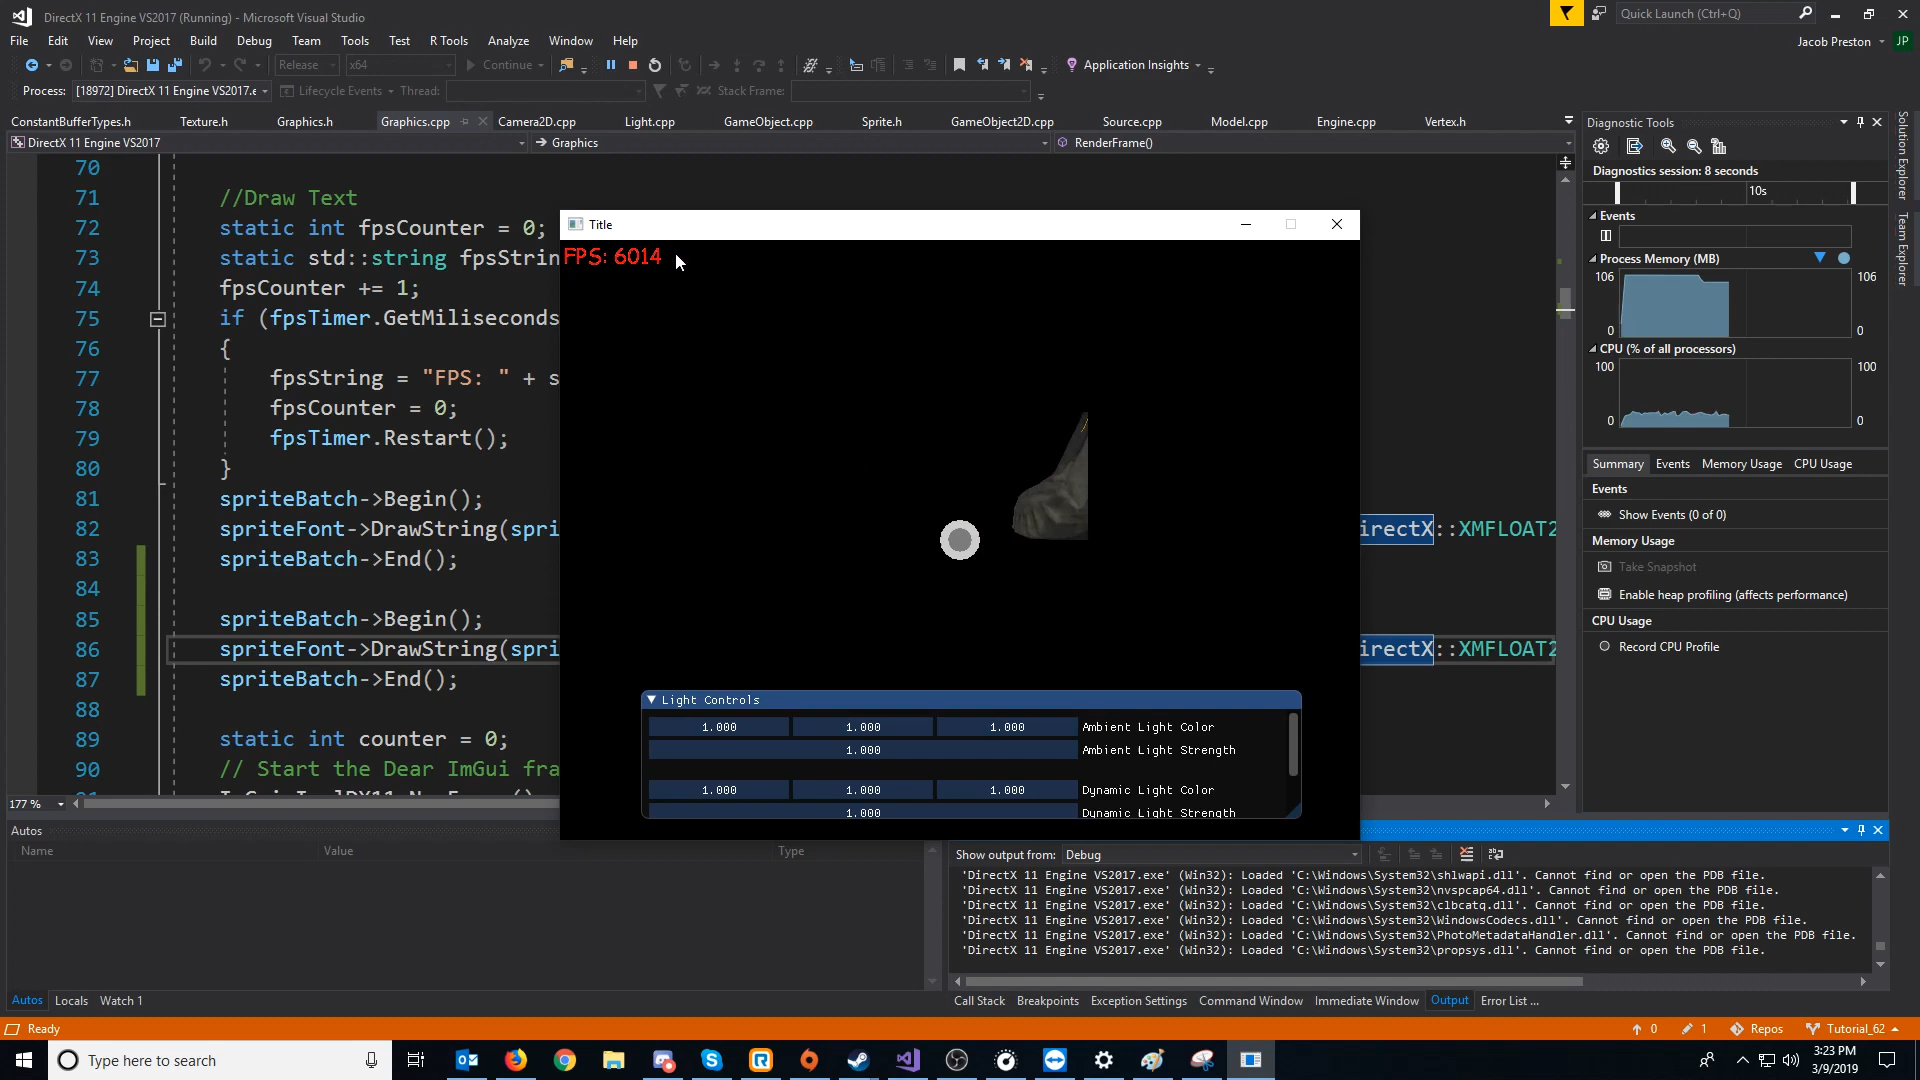 DirectX 11 Engine VS2017 (Running) - Microsoft Visual Studio
Quick Launch (Ctrl+Q)
File Edit View Project Build Debug Team Tools Test R Tools Analyze Window Help
Jacob Preston JP
Release x64 Continue Application Insights
Process: [18972] DirectX 11 Engine VS2017.e Lifecycle Events Thread: Stack Frame:
ConstantBufferTypes.h Texture.h Graphics.h Graphics.cpp Camera2D.cpp Light.cpp GameObject.cpp Sprite.h GameObject2D.cpp Source.cpp Model.cpp Engine.cpp Vertex.h
DirectX 11 Engine VS2017 Graphics RenderFrame()
70
71 //Draw Text
72 static int fpsCounter = 0;
73 static std::string fpsStrin
74 fpsCounter += 1;
75 if (fpsTimer.GetMiliseconds
76 {
77 fpsString = "FPS: " + s
78 fpsCounter = 0;
79 fpsTimer.Restart();
80 }
81 spriteBatch->Begin();
82 spriteFont->DrawString(spri irectX::XMFLOAT2
83 spriteBatch->End();
84
85 spriteBatch->Begin();
86 spriteFont->DrawString(spri irectX::XMFLOAT2
87 spriteBatch->End();
88
89 static int counter = 0;
90 // Start the Dear ImGui fra
177 %
Title
FPS: 6014
Light Controls
1.000 1.000 1.000 Ambient Light Color
1.000 Ambient Light Strength
1.000 1.000 1.000 Dynamic Light Color
1.000 Dynamic Light Strength
Diagnostic Tools
Diagnostics session: 8 seconds
10s
Events
Process Memory (MB)
106 106
0 0
CPU (% of all processors)
100 100
0 0
Summary Events Memory Usage CPU Usage
Events
Show Events (0 of 0)
Memory Usage
Take Snapshot
Enable heap profiling (affects performance)
CPU Usage
Record CPU Profile
Solution Explorer
Team Explorer
Autos
Name Value Type
Autos Locals Watch 1
Show output from: Debug
'DirectX 11 Engine VS2017.exe' (Win32): Loaded 'C:\Windows\System32\shlwapi.dll'. Cannot find or open the PDB file.
'DirectX 11 Engine VS2017.exe' (Win32): Loaded 'C:\Windows\System32\nvspcap64.dll'. Cannot find or open the PDB file.
'DirectX 11 Engine VS2017.exe' (Win32): Loaded 'C:\Windows\System32\clbcatq.dll'. Cannot find or open the PDB file.
'DirectX 11 Engine VS2017.exe' (Win32): Loaded 'C:\Windows\System32\WindowsCodecs.dll'. Cannot find or open the PDB file.
'DirectX 11 Engine VS2017.exe' (Win32): Loaded 'C:\Windows\System32\PhotoMetadataHandler.dll'. Cannot find or open the PDB file.
'DirectX 11 Engine VS2017.exe' (Win32): Loaded 'C:\Windows\System32\propsys.dll'. Cannot find or open the PDB file.
Call Stack Breakpoints Exception Settings Command Window Immediate Window Output Error List ...
Ready 0 1 Repos Tutorial_62
Type here to search
3:23 PM
3/9/2019